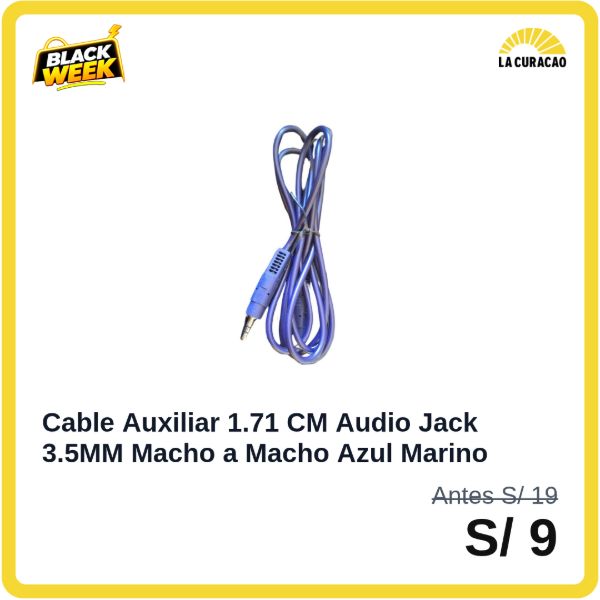 BLACK
WEEK
LA CURACAO
Cable Auxiliar 1.71 CM Audio Jack
3.5MM Macho a Macho Azul Marino
Antes S/ 19
S/ 9